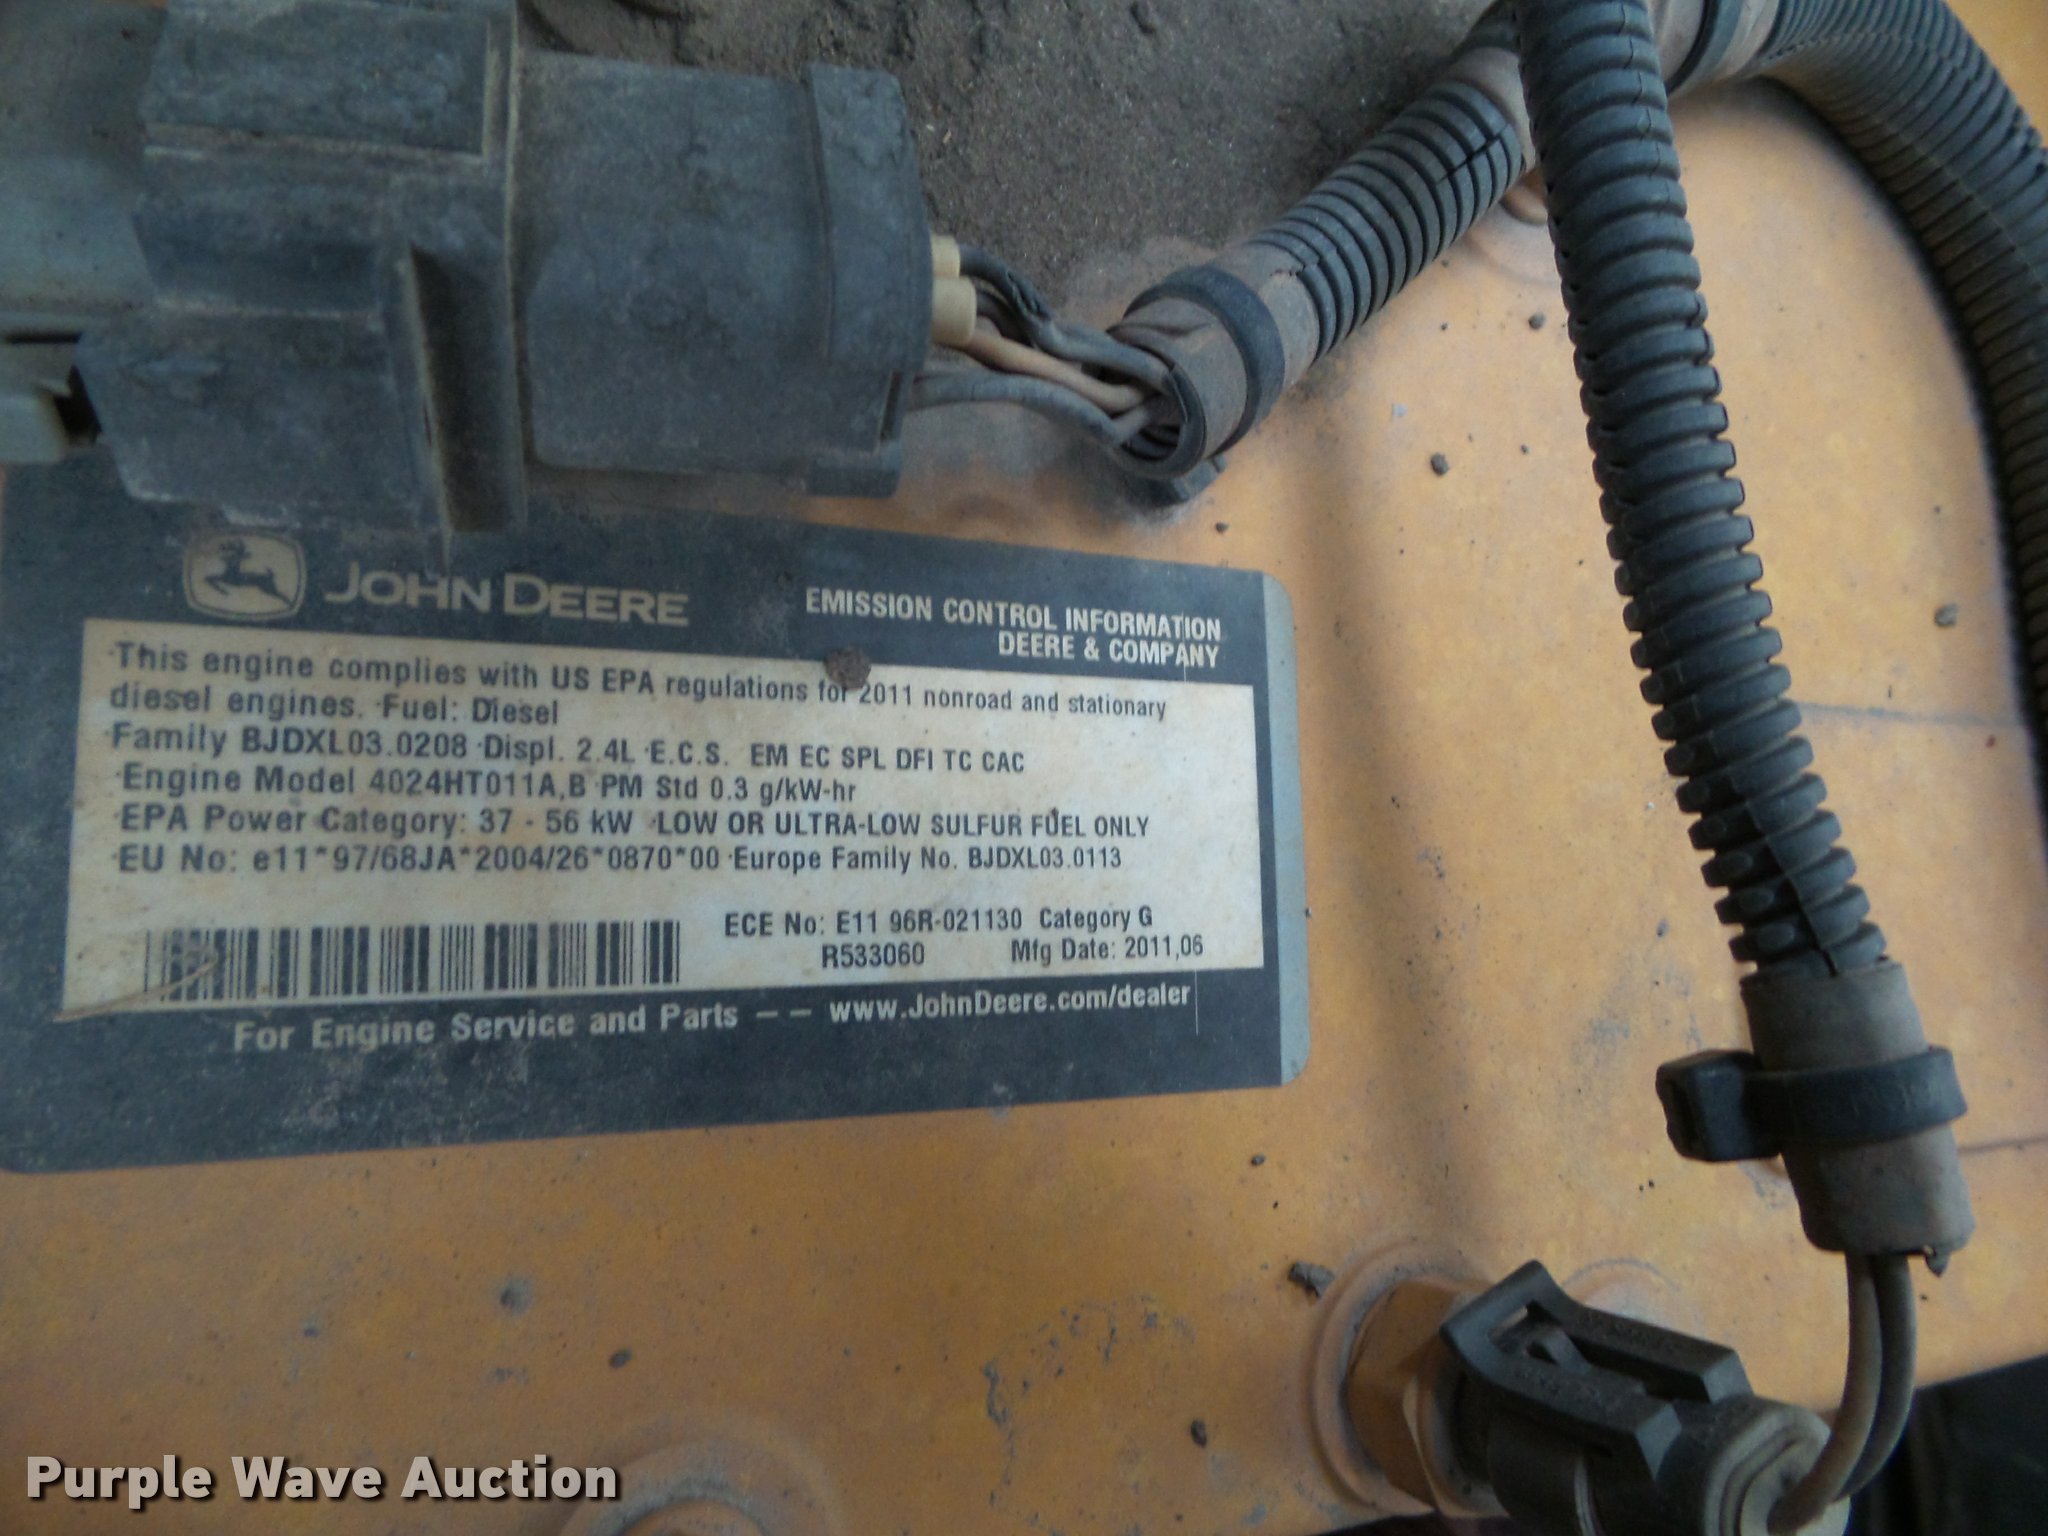 JOHN DEERE
EMISSION CONTROL INFORMATION
DEERE & COMPANY
·This engine complies with US EPA regulations for 2011 nonroad and stationary
diesel engines. ·Fuel: Diesel
·Family BJDXL03.0208 ·Displ. 2.4L ·E.C.S. EM EC SPL DFI TC CAC
·Engine Model 4024HT011A,B ·PM Std 0.3 g/kW-hr
·EPA Power Category: 37 - 56 kW ·LOW OR ULTRA-LOW SULFUR FUEL ONLY
·EU No: e11*97/68JA*2004/26*0870*00 ·Europe Family No. BJDXL03.0113
ECE No: E11 96R-021130 Category G
R533060 Mfg Date: 2011,06
For Engine Service and Parts -- www.JohnDeere.com/dealer
Purple Wave Auction